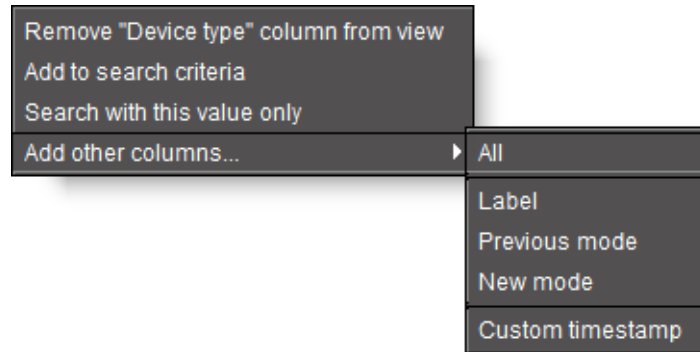 Remove "Device type" column from view
Add to search criteria
Search with this value only
Add other columns...
All
Label
Previous mode
New mode
Custom timestamp